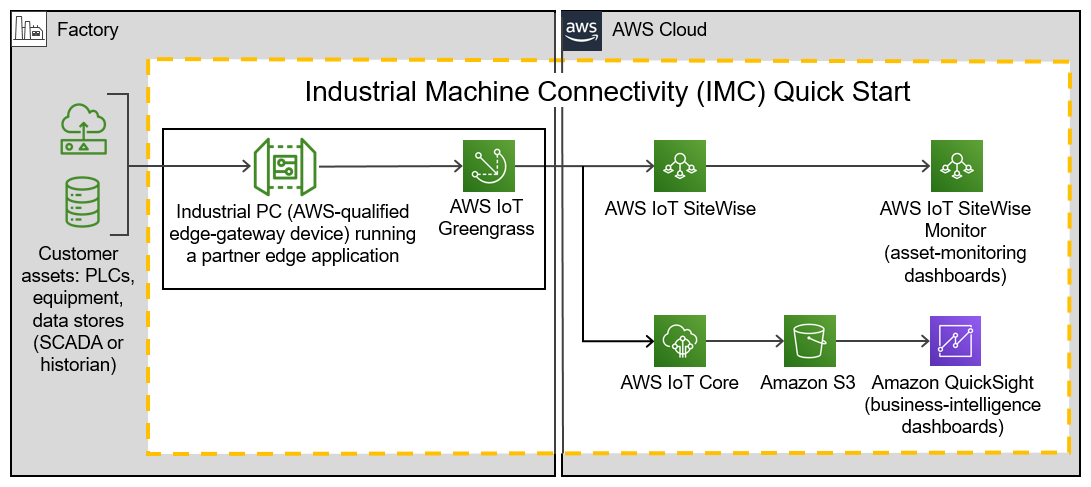 Factory
aws
AWS Cloud
Industrial Machine Connectivity (IMC) Quick Start
Customer
assets: PLCs,
equipment,
data stores
(SCADA or
historian)
Industrial PC (AWS-qualified
edge-gateway device) running
a partner edge application
AWS IoT
Greengrass
AWS IoT SiteWise
AWS IoT SiteWise
Monitor
(asset-monitoring
dashboards)
AWS IoT Core
Amazon S3
Amazon QuickSight
(business-intelligence
dashboards)